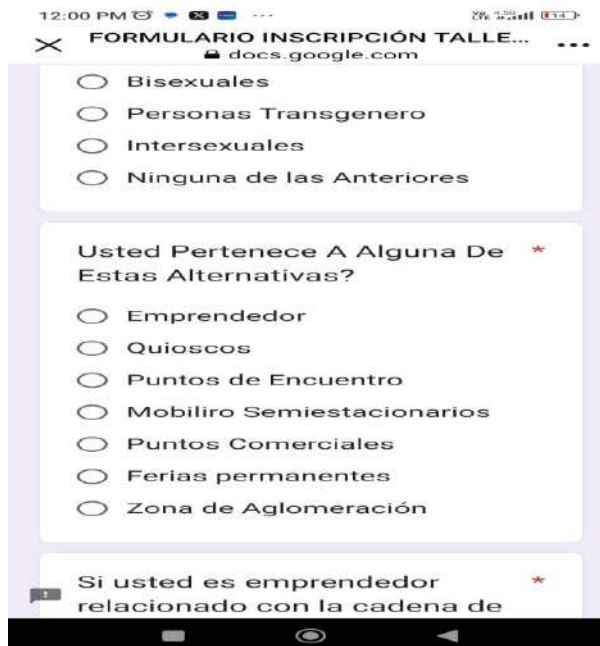 12:00 PM
FORMULARIO INSCRIPCIÓN TALLE...
docs.google.com
Bisexuales
Personas Transgenero
Intersexuales
Ninguna de las Anteriores
Usted Pertenece A Alguna De *
Estas Alternativas?
Emprendedor
Quioscos
Puntos de Encuentro
Mobiliro Semiestacionarios
Puntos Comerciales
Ferias permanentes
Zona de Aglomeración
Si usted es emprendedor *
relacionado con la cadena de